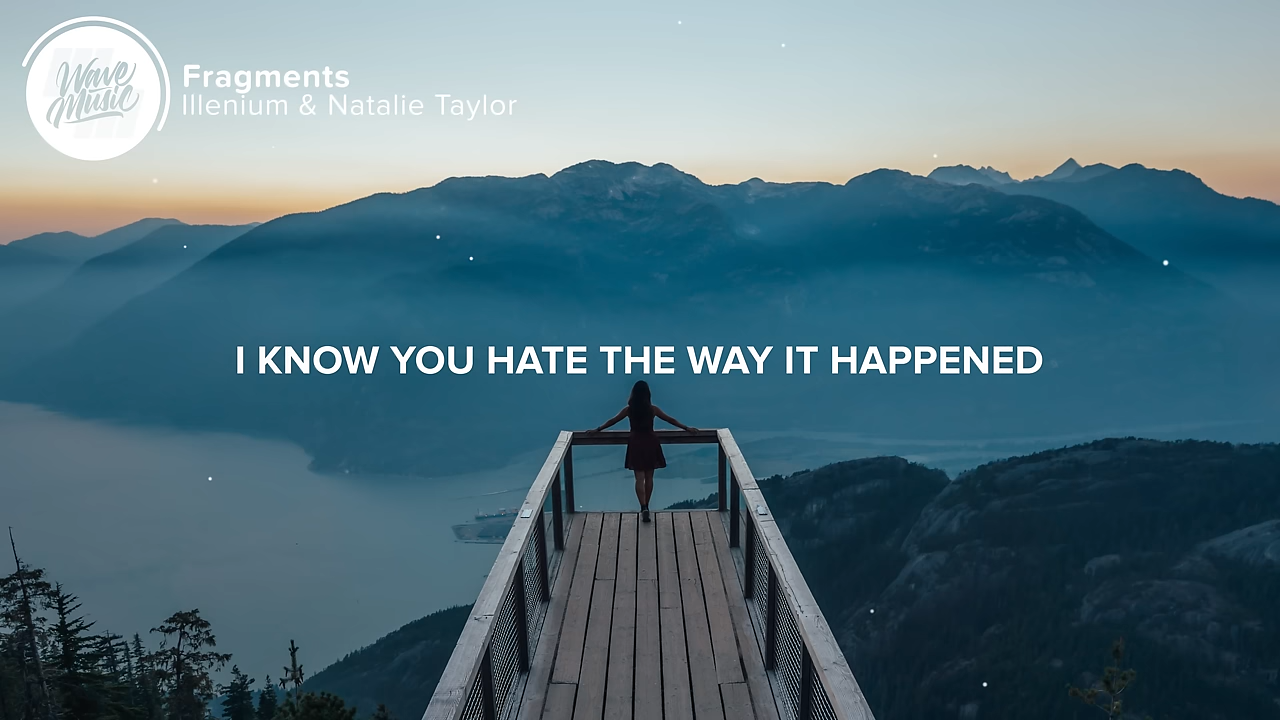 Wave
Music
Fragments
Illenium & Natalie Taylor
I KNOW YOU HATE THE WAY IT HAPPENED